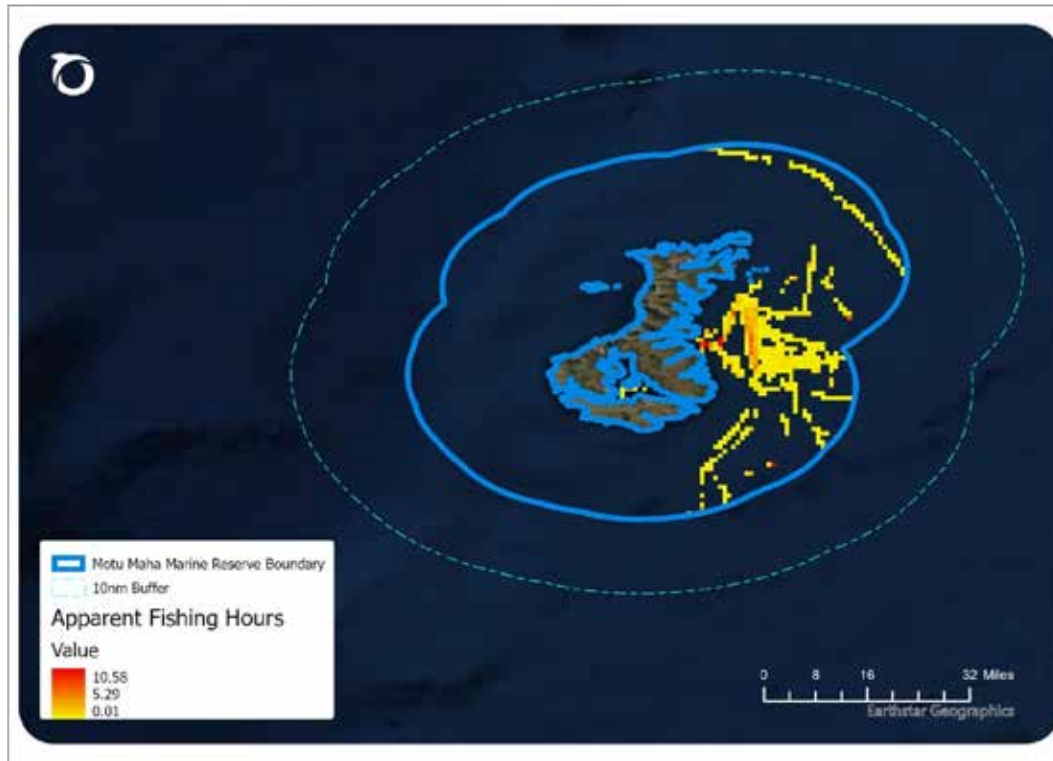 Motu Maha Marine Reserve Boundary
10nm Buffer
Apparent Fishing Hours
Value
10.58
5.29
0.01
0 8 16 32 Miles
Earthstar Geographics